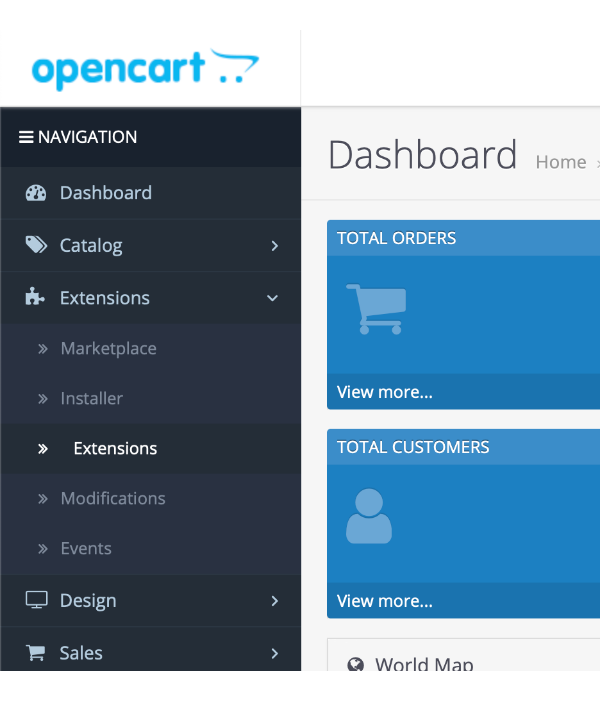 opencart
NAVIGATION
Dashboard
Catalog
Extensions
Marketplace
Installer
Extensions
Modifications
Events
Design
Sales
Dashboard Home
TOTAL ORDERS
View more...
TOTAL CUSTOMERS
View more...
World Map